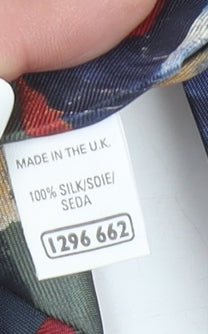 MADE IN THE U.K.
100% SILK/SOIE/
SEDA
1296 662